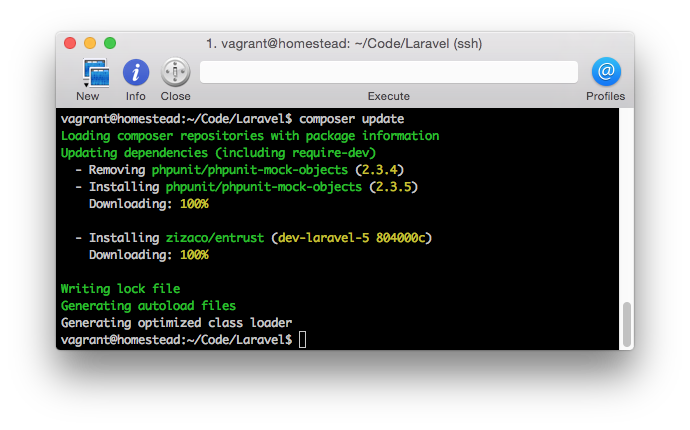 1. vagrant@homestead: ~/Code/Laravel (ssh)
New Info Close Execute Profiles
vagrant@homestead:~/Code/Laravel$ composer update
Loading composer repositories with package information
Updating dependencies (including require-dev)
- Removing phpunit/phpunit-mock-objects (2.3.4)
- Installing phpunit/phpunit-mock-objects (2.3.5)
Downloading: 100%
- Installing zizaco/entrust (dev-laravel-5 804000c)
Downloading: 100%
Writing lock file
Generating autoload files
Generating optimized class loader
vagrant@homestead:~/Code/Laravel$